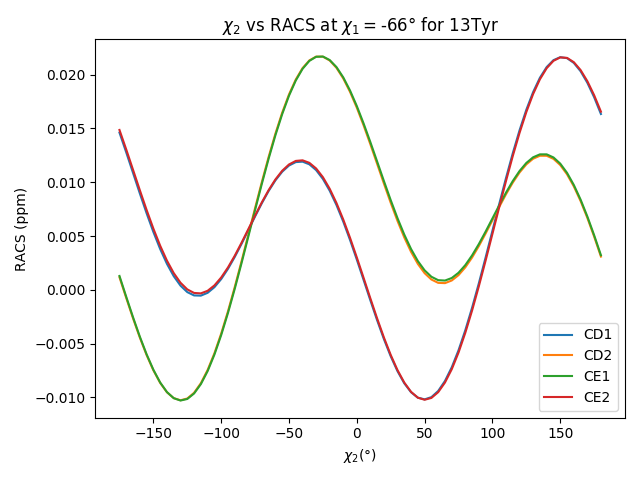 χ₂ vs RACS at χ₁ = -66° for 13Tyr
RACS (ppm)
0.020
0.015
0.010
0.005
0.000
−0.005
−0.010
CD1
CD2
CE1
CE2
−150
−100
−50
0
50
100
150
χ₂(°)